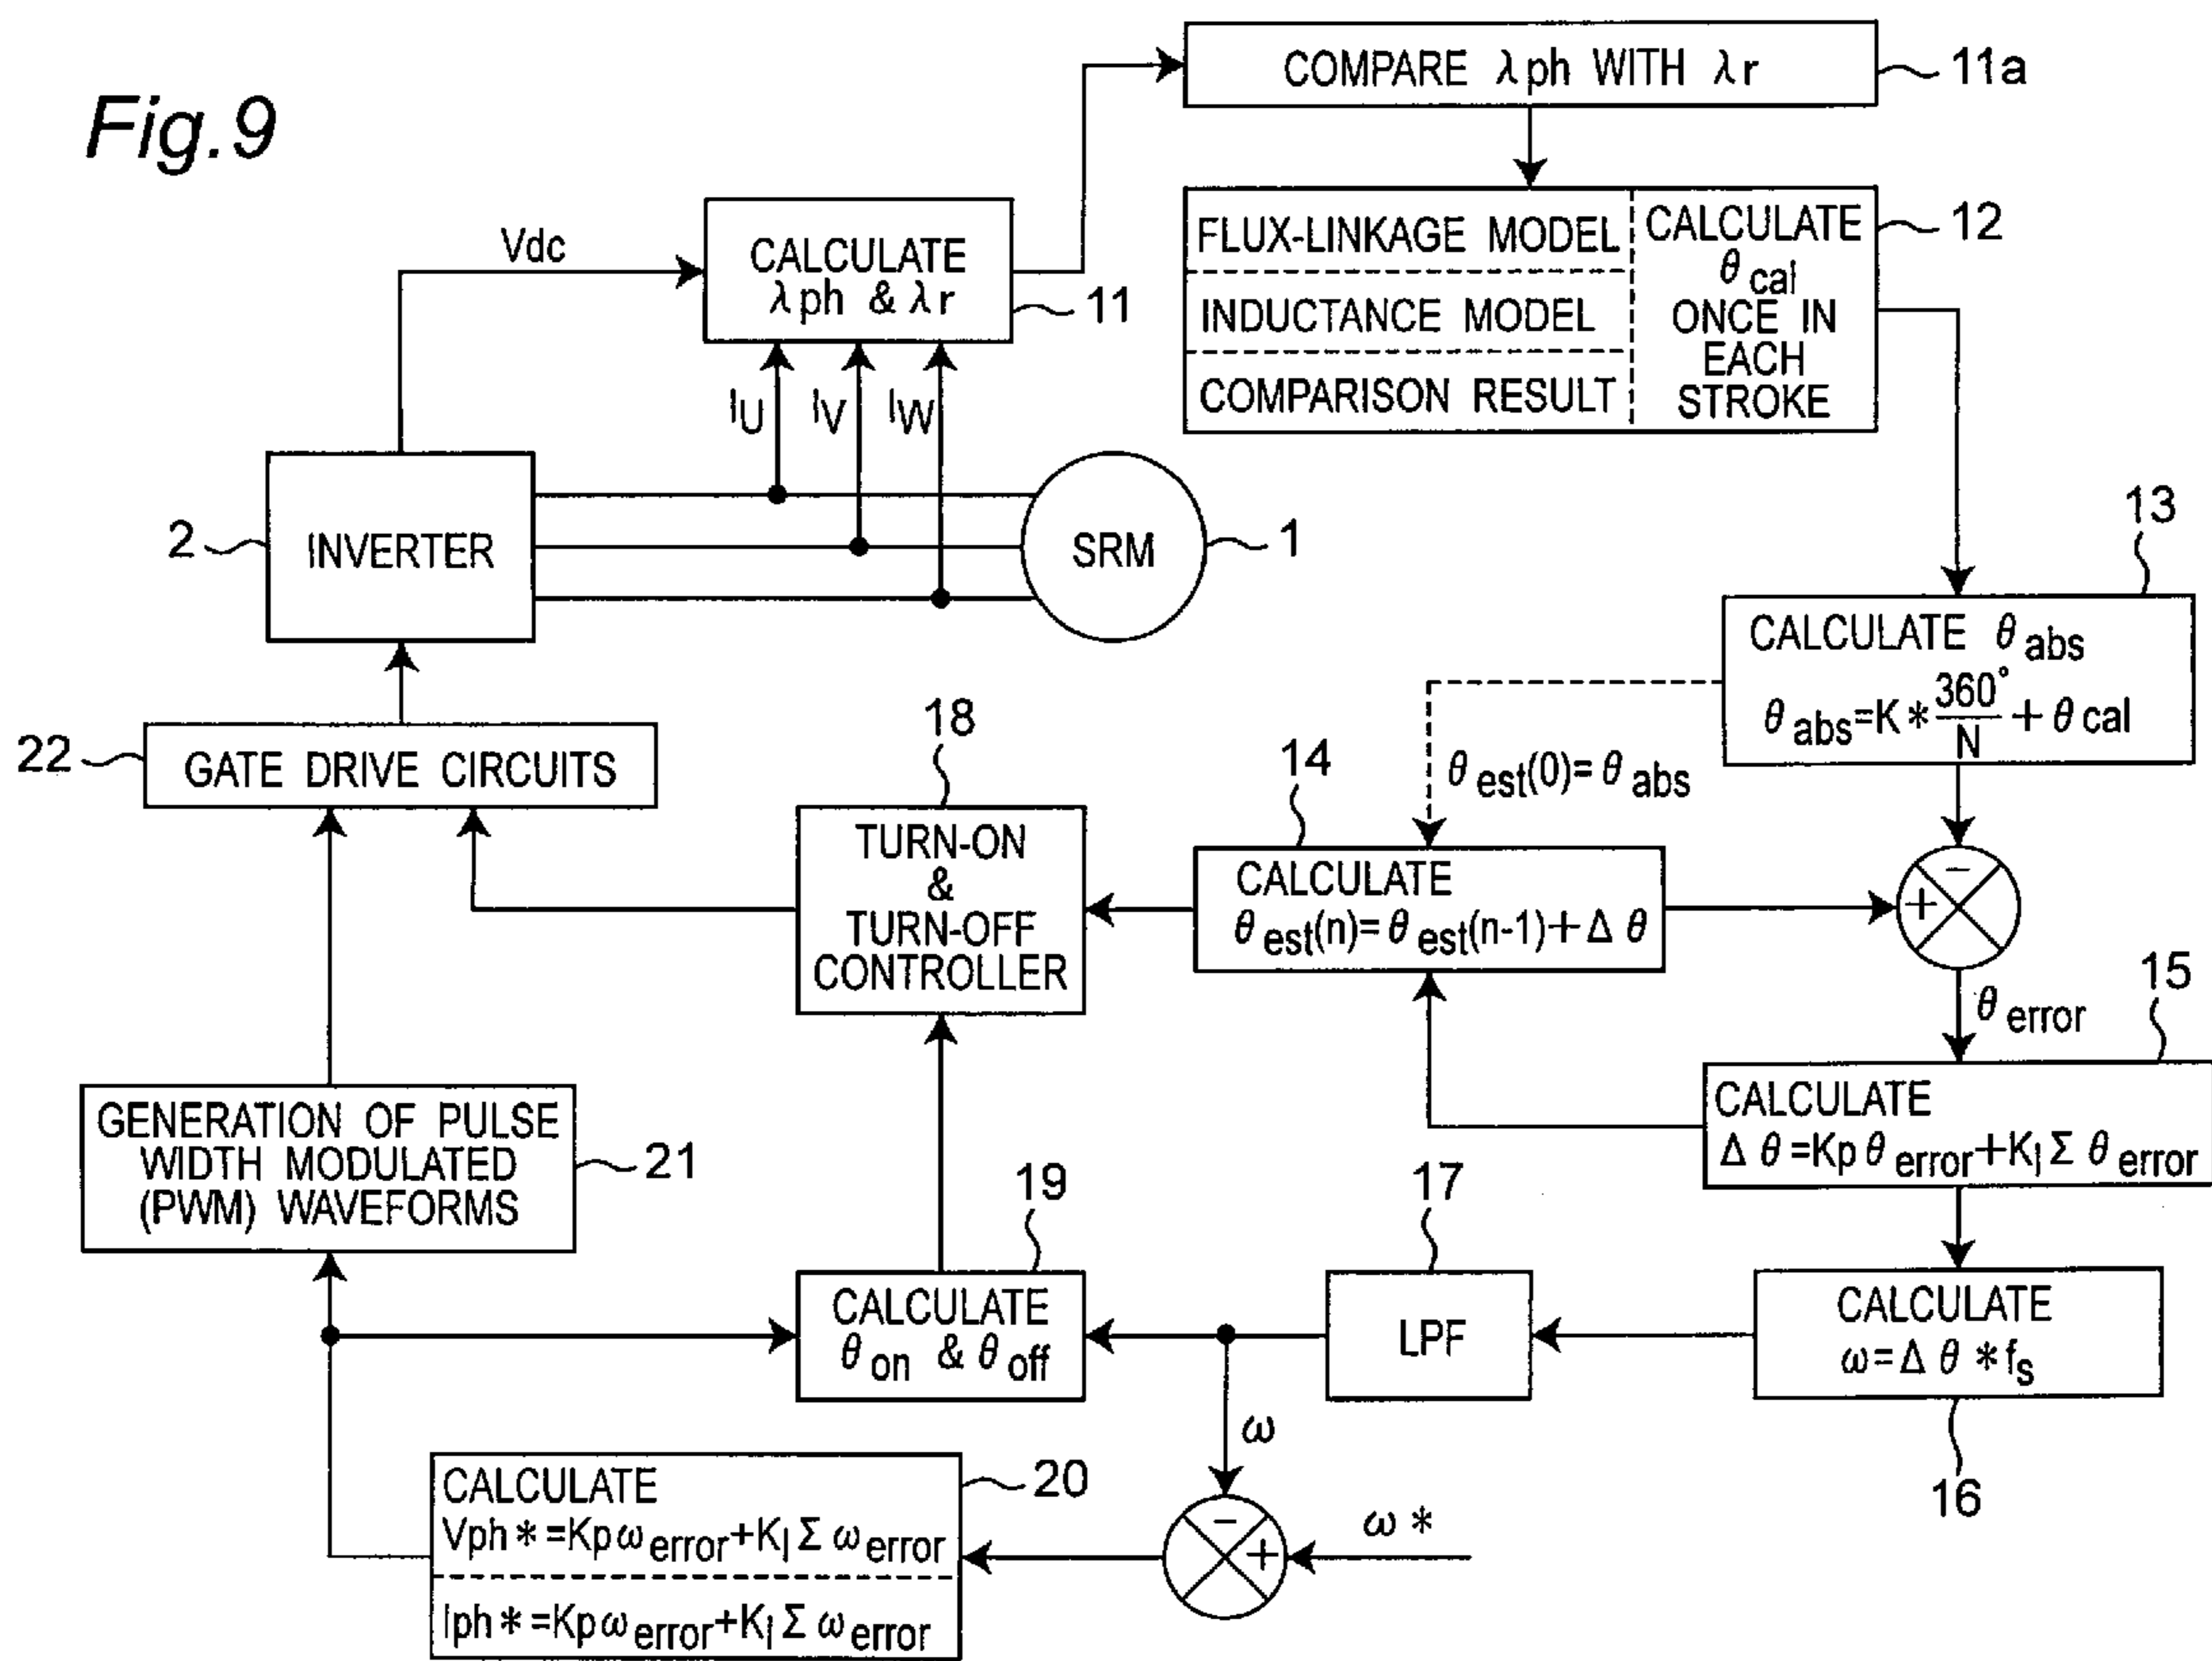 Fig.9
COMPARE λph WITH λr
11a
Vdc
CALCULATE
λph & λr
11
FLUX-LINKAGE MODEL
INDUCTANCE MODEL
COMPARISON RESULT
CALCULATE
θcal
ONCE IN
EACH
STROKE
12
IU
IV
IW
2
INVERTER
SRM
1
13
CALCULATE θabs
θabs=K*360°/N+θcal
22
GATE DRIVE CIRCUITS
18
TURN-ON
&
TURN-OFF
CONTROLLER
14
θest(0)=θabs
CALCULATE
θest(n)=θest(n-1)+Δθ
+
−
θerror
15
CALCULATE
Δθ=Kpθerror+KIΣθerror
GENERATION OF PULSE
WIDTH MODULATED
(PWM) WAVEFORMS
21
19
CALCULATE
θon & θoff
17
LPF
CALCULATE
ω=Δθ*fs
16
ω
CALCULATE
Vph*=Kpωerror+KIΣωerror
Iph*=Kpωerror+KIΣωerror
20
−
+
ω*